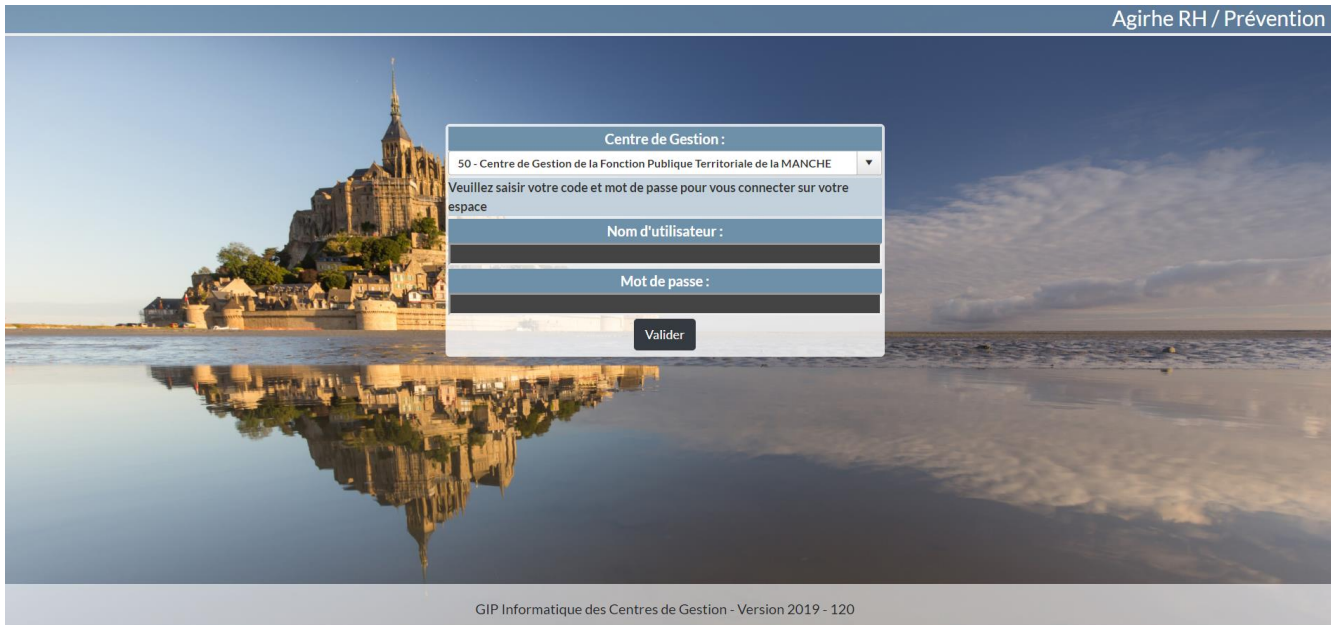 Agirhe RH / Prévention
Centre de Gestion :
50 - Centre de Gestion de la Fonction Publique Territoriale de la MANCHE
Veuillez saisir votre code et mot de passe pour vous connecter sur votre
espace
Nom d'utilisateur :
Mot de passe :
Valider
GIP Informatique des Centres de Gestion - Version 2019 - 120